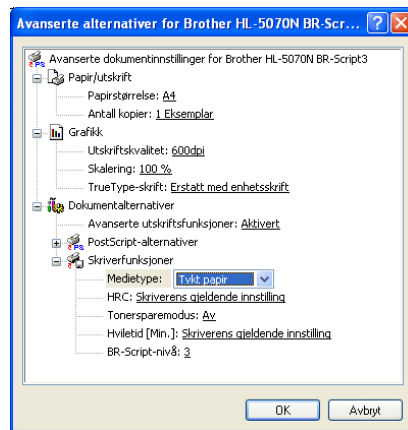 Avanserte alternativer for Brother HL-5070N BR-Scr...
Avanserte dokumentinnstillinger for Brother HL-5070N BR-Script3
Papir/utskrift
Papirstørrelse: A4
Antall kopier: 1 Eksemplar
Grafikk
Utskriftskvalitet: 600dpi
Skalering: 100 %
TrueType-skrift: Erstatt med enhetsskrift
Dokumentalternativer
Avanserte utskriftsfunksjoner: Aktivert
PostScript-alternativer
Skriverfunksjoner
Medietype: Tykt papir
HRC: Skriverens gjeldende innstilling
Tonersparemodus: Av
Hviletid [Min.]: Skriverens gjeldende innstilling
BR-Script-nivå: 3
OK Avbryt